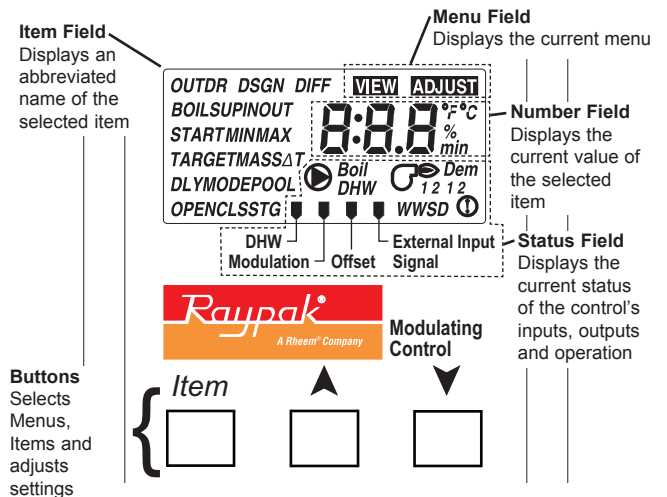 Item Field
Displays an
abbreviated
name of the
selected item
Menu Field
Displays the current menu
OUTDR DSGN DIFF VIEW ADJUST
BOILSUPINOUT
STARTMINMAX
TARGETMASSΔT
DLYMODEPOOL
OPENCLSSTG
8:8.8 °F°C
%
min
Boil
DHW
Dem
1 2 1 2
WWSD
Number Field
Displays the
current value of
the selected
item
DHW
Modulation
Offset
External Input
Signal
Status Field
Displays the
current status
of the control's
inputs, outputs
and operation
Raypak®
A Rheem® Company
Modulating
Control
Buttons
Selects
Menus,
Items and
adjusts
settings
Item